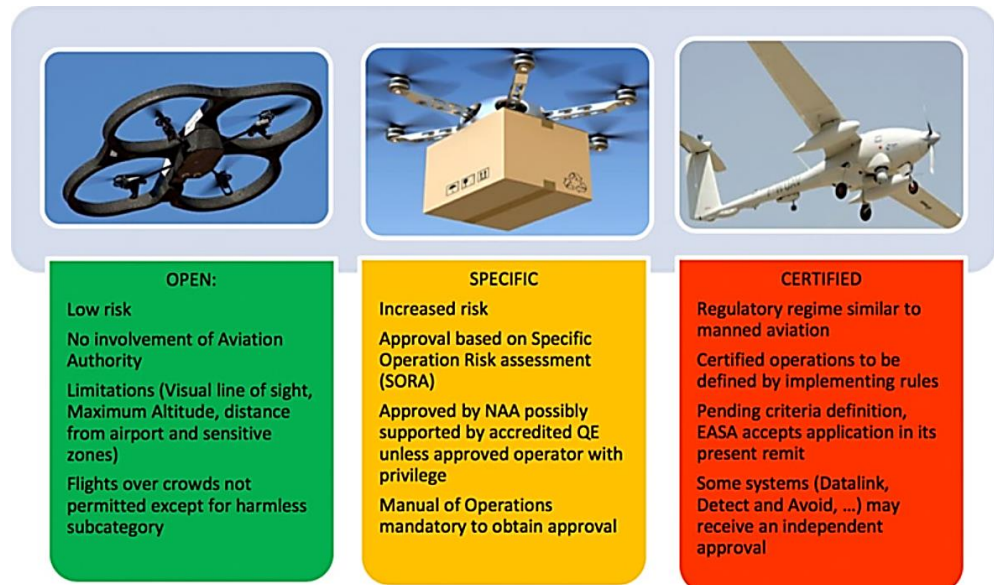 OPEN:
Low risk
No involvement of Aviation
Authority
Limitations (Visual line of sight,
Maximum Altitude, distance
from airport and sensitive
zones)
Flights over crowds not
permitted except for harmless
subcategory
SPECIFIC
Increased risk
Approval based on Specific
Operation Risk assessment
(SORA)
Approved by NAA possibly
supported by accredited QE
unless approved operator with
privilege
Manual of Operations
mandatory to obtain approval
CERTIFIED
Regulatory regime similar to
manned aviation
Certified operations to be
defined by implementing rules
Pending criteria definition,
EASA accepts application in its
present remit
Some systems (Datalink,
Detect and Avoid, ...) may
receive an independent
approval